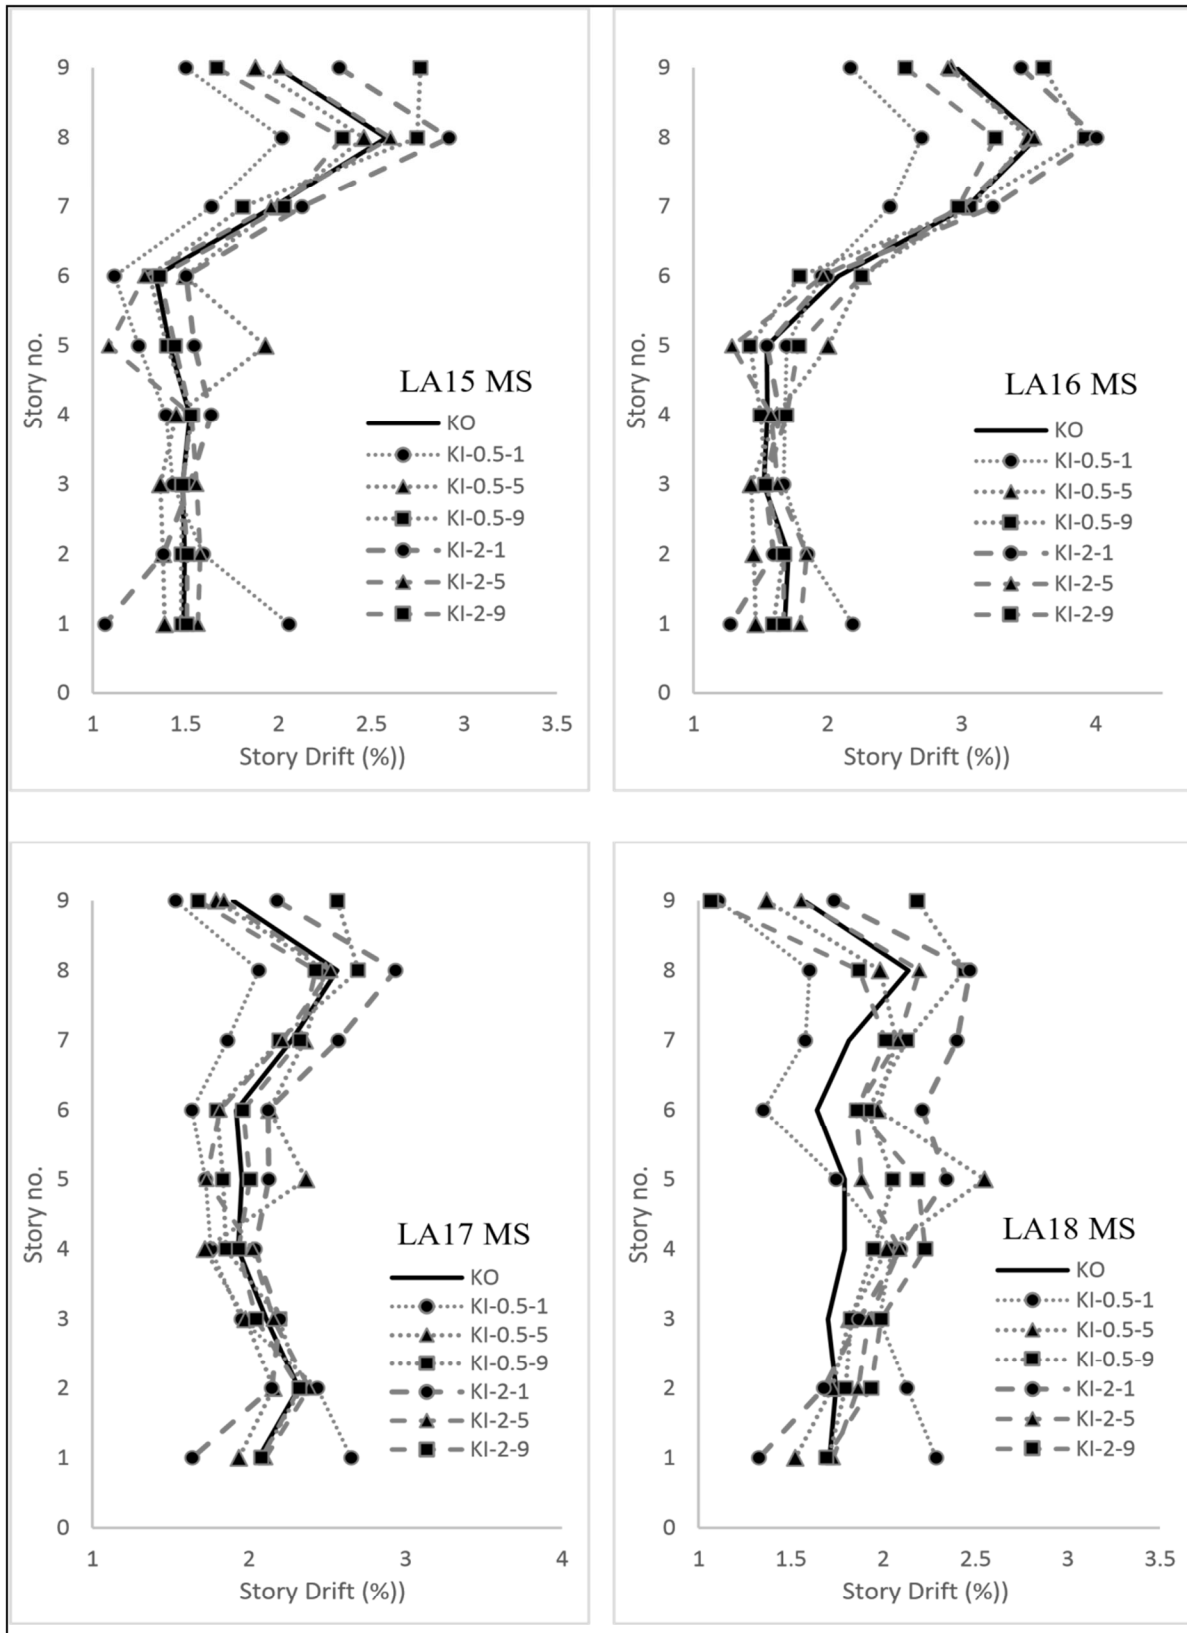 9
8
7
6
5
4
3
2
1
0
Story no.
LA15 MS
KO
KI-0.5-1
KI-0.5-5
KI-0.5-9
KI-2-1
KI-2-5
KI-2-9
1 1.5 2 2.5 3 3.5
Story Drift (%))
9
8
7
6
5
4
3
2
1
0
Story no.
LA16 MS
KO
KI-0.5-1
KI-0.5-5
KI-0.5-9
KI-2-1
KI-2-5
KI-2-9
1 2 3 4
Story Drift (%))
9
8
7
6
5
4
3
2
1
0
Story no.
LA17 MS
KO
KI-0.5-1
KI-0.5-5
KI-0.5-9
KI-2-1
KI-2-5
KI-2-9
1 2 3 4
Story Drift (%))
9
8
7
6
5
4
3
2
1
0
Story no.
LA18 MS
KO
KI-0.5-1
KI-0.5-5
KI-0.5-9
KI-2-1
KI-2-5
KI-2-9
1 1.5 2 2.5 3 3.5
Story Drift (%))